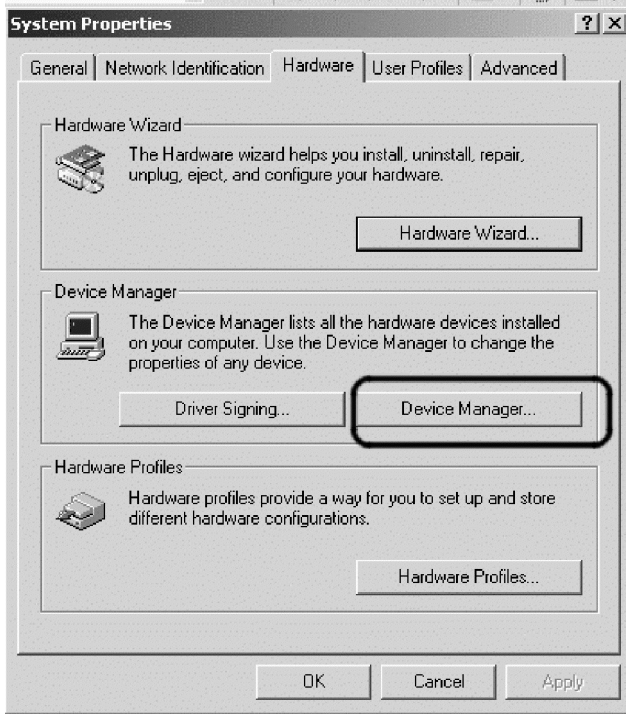 System Properties
? X
General Network Identification Hardware User Profiles Advanced
Hardware Wizard
The Hardware wizard helps you install, uninstall, repair,
unplug, eject, and configure your hardware.
Hardware Wizard...
Device Manager
The Device Manager lists all the hardware devices installed
on your computer. Use the Device Manager to change the
properties of any device.
Driver Signing... Device Manager...
Hardware Profiles
Hardware profiles provide a way for you to set up and store
different hardware configurations.
Hardware Profiles...
OK Cancel Apply